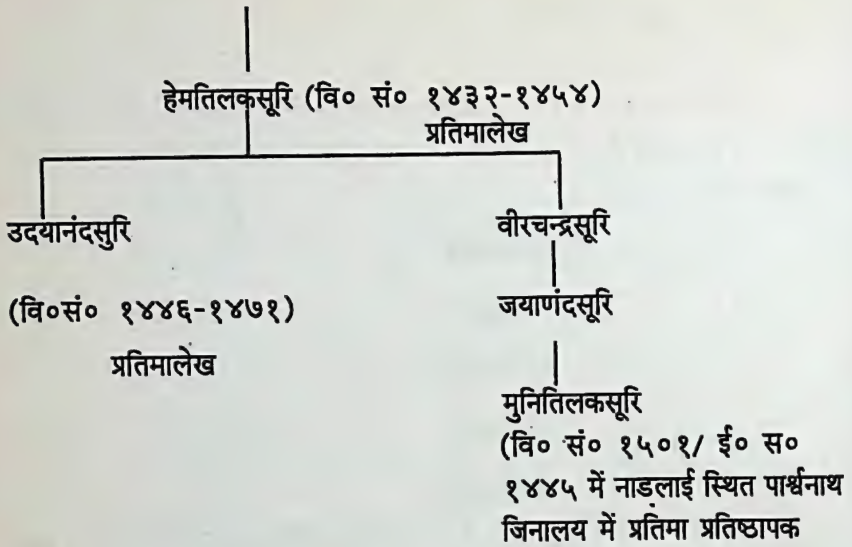 हेमतिलकसूरि (वि० सं० १४३२-१४५४)
प्रतिमालेख
उदयानंदसुरि
वीरचन्द्रसूरि
(वि०सं० १४४६-१४७१)
जयाणंदसूरि
प्रतिमालेख
मुनितिलकसूरि
(वि० सं० १५०१/ ई० स०
१४४५ में नाडलाई स्थित पार्श्वनाथ
जिनालय में प्रतिमा प्रतिष्ठापक